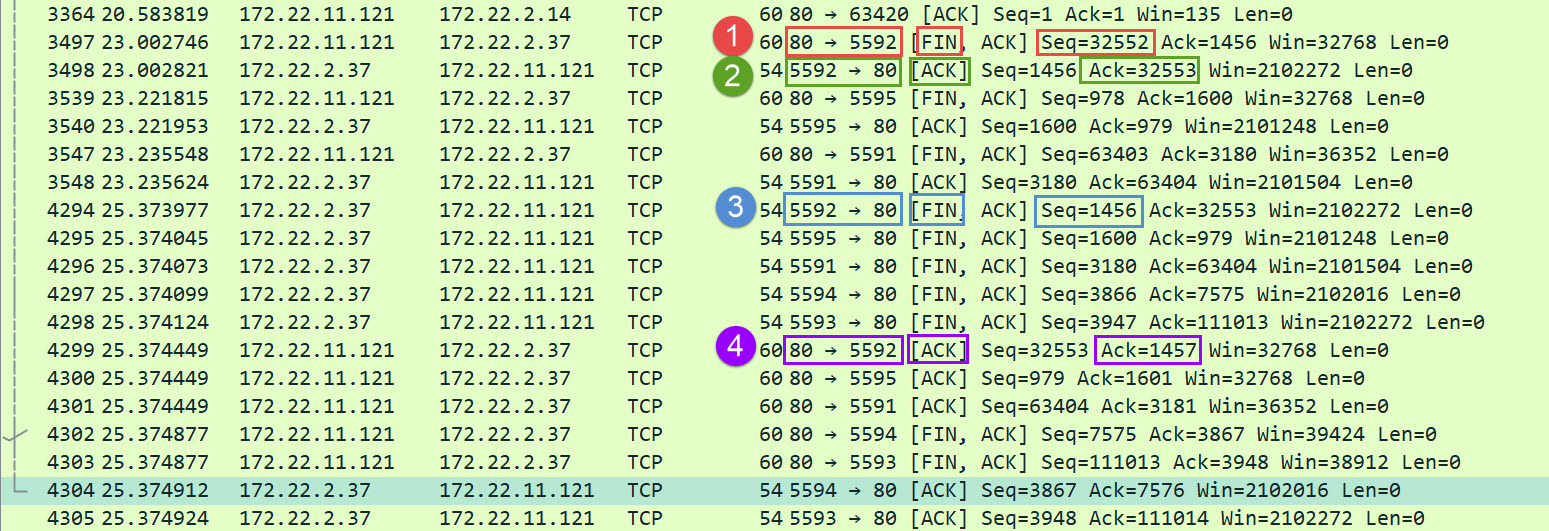 3364 20.583819 172.22.11.121 172.22.2.14 TCP 60 80 → 63420 [ACK] Seq=1 Ack=1 Win=135 Len=0
1 3497 23.002746 172.22.11.121 172.22.2.37 TCP 60 80 → 5592 [FIN, ACK] Seq=32552 Ack=1456 Win=32768 Len=0
2 3498 23.002821 172.22.2.37 172.22.11.121 TCP 54 5592 → 80 [ACK] Seq=1456 Ack=32553 Win=2102272 Len=0
3539 23.221815 172.22.11.121 172.22.2.37 TCP 60 80 → 5595 [FIN, ACK] Seq=978 Ack=1600 Win=32768 Len=0
3540 23.221953 172.22.2.37 172.22.11.121 TCP 54 5595 → 80 [ACK] Seq=1600 Ack=979 Win=2101248 Len=0
3547 23.235548 172.22.11.121 172.22.2.37 TCP 60 80 → 5591 [FIN, ACK] Seq=63403 Ack=3180 Win=36352 Len=0
3548 23.235624 172.22.2.37 172.22.11.121 TCP 54 5591 → 80 [ACK] Seq=3180 Ack=63404 Win=2101504 Len=0
3 4294 25.373977 172.22.2.37 172.22.11.121 TCP 54 5592 → 80 [FIN, ACK] Seq=1456 Ack=32553 Win=2102272 Len=0
4295 25.374045 172.22.2.37 172.22.11.121 TCP 54 5595 → 80 [FIN, ACK] Seq=1600 Ack=979 Win=2101248 Len=0
4296 25.374073 172.22.2.37 172.22.11.121 TCP 54 5591 → 80 [FIN, ACK] Seq=3180 Ack=63404 Win=2101504 Len=0
4297 25.374099 172.22.2.37 172.22.11.121 TCP 54 5594 → 80 [FIN, ACK] Seq=3866 Ack=7575 Win=2102016 Len=0
4298 25.374124 172.22.2.37 172.22.11.121 TCP 54 5593 → 80 [FIN, ACK] Seq=3947 Ack=111013 Win=2102272 Len=0
4 4299 25.374449 172.22.11.121 172.22.2.37 TCP 60 80 → 5592 [ACK] Seq=32553 Ack=1457 Win=32768 Len=0
4300 25.374449 172.22.11.121 172.22.2.37 TCP 60 80 → 5595 [ACK] Seq=979 Ack=1601 Win=32768 Len=0
4301 25.374449 172.22.11.121 172.22.2.37 TCP 60 80 → 5591 [ACK] Seq=63404 Ack=3181 Win=36352 Len=0
4302 25.374877 172.22.11.121 172.22.2.37 TCP 60 80 → 5594 [FIN, ACK] Seq=7575 Ack=3867 Win=39424 Len=0
4303 25.374877 172.22.11.121 172.22.2.37 TCP 60 80 → 5593 [FIN, ACK] Seq=111013 Ack=3948 Win=38912 Len=0
4304 25.374912 172.22.2.37 172.22.11.121 TCP 54 5594 → 80 [ACK] Seq=3867 Ack=7576 Win=2102016 Len=0
4305 25.374924 172.22.2.37 172.22.11.121 TCP 54 5593 → 80 [ACK] Seq=3948 Ack=111014 Win=2102272 Len=0